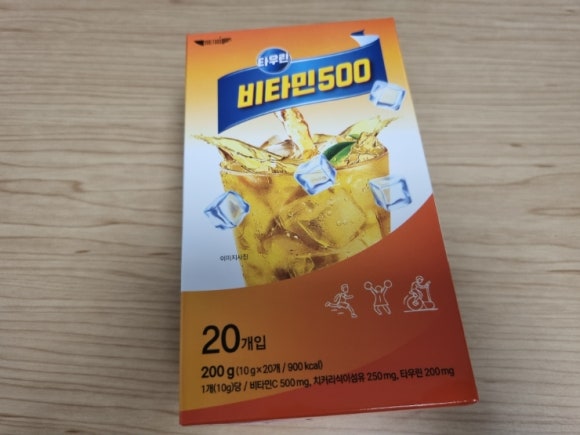 타우린
비타민500
이미지사진
20개입
200 g (10 g × 20개 / 900 kcal)
1개(10g)당 / 비타민C 500 mg, 치커리식이섬유 250 mg, 타우린 200 mg